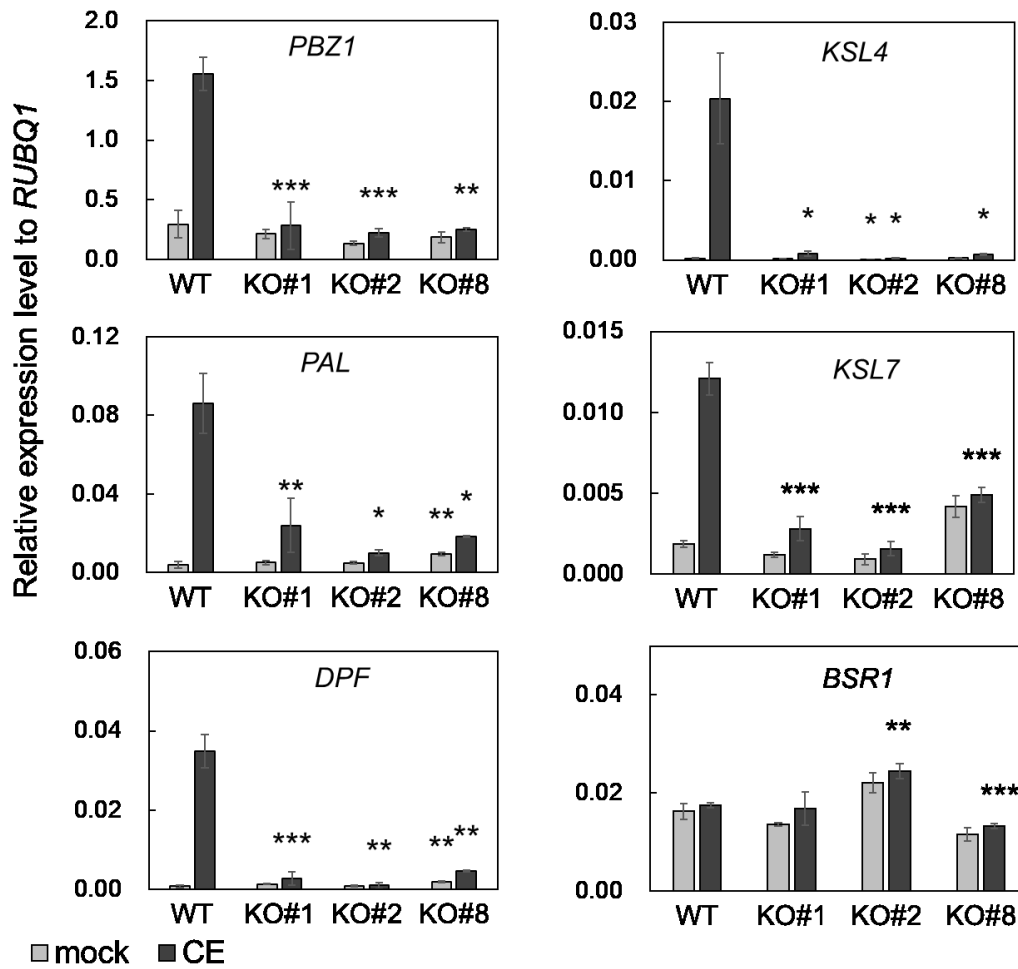 Relative expression level to RUBQ1
PBZ1
2.0
1.5
1.0
0.5
0.0
*** *** **
WT KO#1 KO#2 KO#8
KSL4
0.03
0.02
0.01
0.00
* * * *
WT KO#1 KO#2 KO#8
PAL
0.12
0.08
0.04
0.00
** * ** *
WT KO#1 KO#2 KO#8
KSL7
0.015
0.010
0.005
0.000
*** *** ***
WT KO#1 KO#2 KO#8
DPF
0.06
0.04
0.02
0.00
*** ** ** **
WT KO#1 KO#2 KO#8
BSR1
0.04
0.02
0.00
** ***
WT KO#1 KO#2 KO#8
mock CE